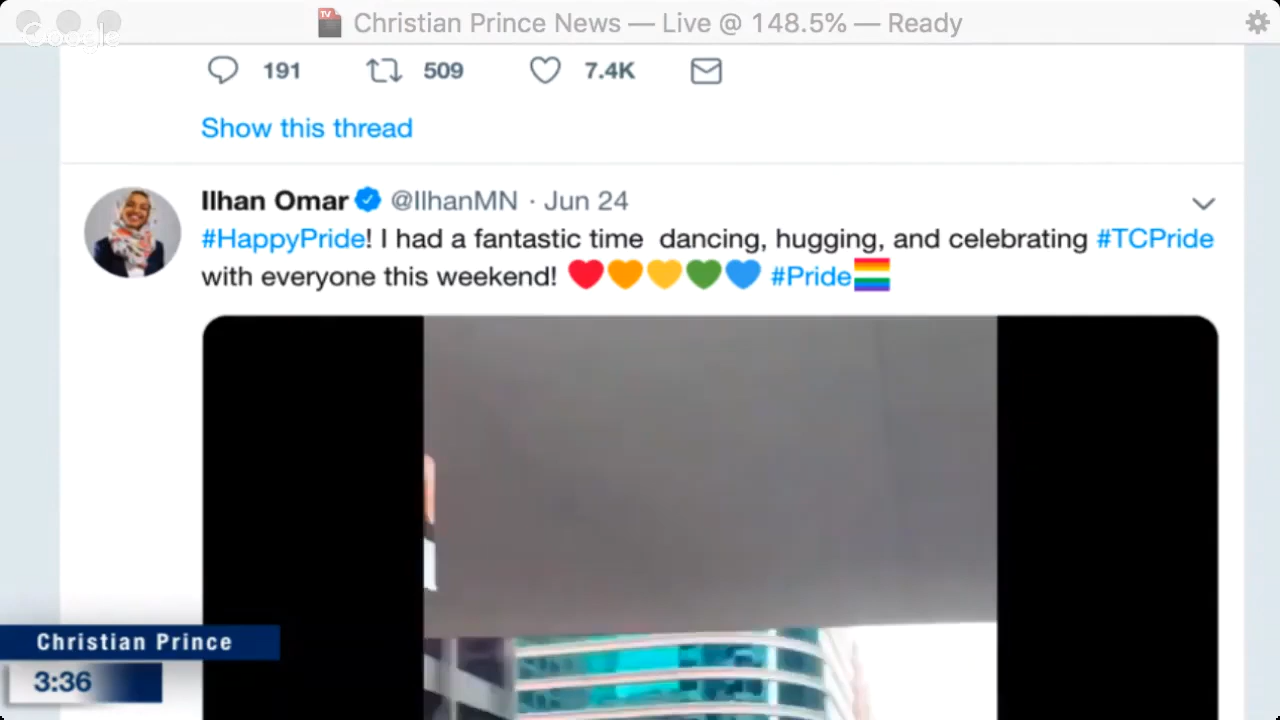 Christian Prince News — Live @ 148.5% — Ready
Google
191 509 7.4K
Show this thread
Ilhan Omar @IlhanMN · Jun 24
#HappyPride! I had a fantastic time dancing, hugging, and celebrating #TCPride
with everyone this weekend! ❤️🧡💛💚💙 #Pride🏳️‍🌈
Christian Prince
3:36